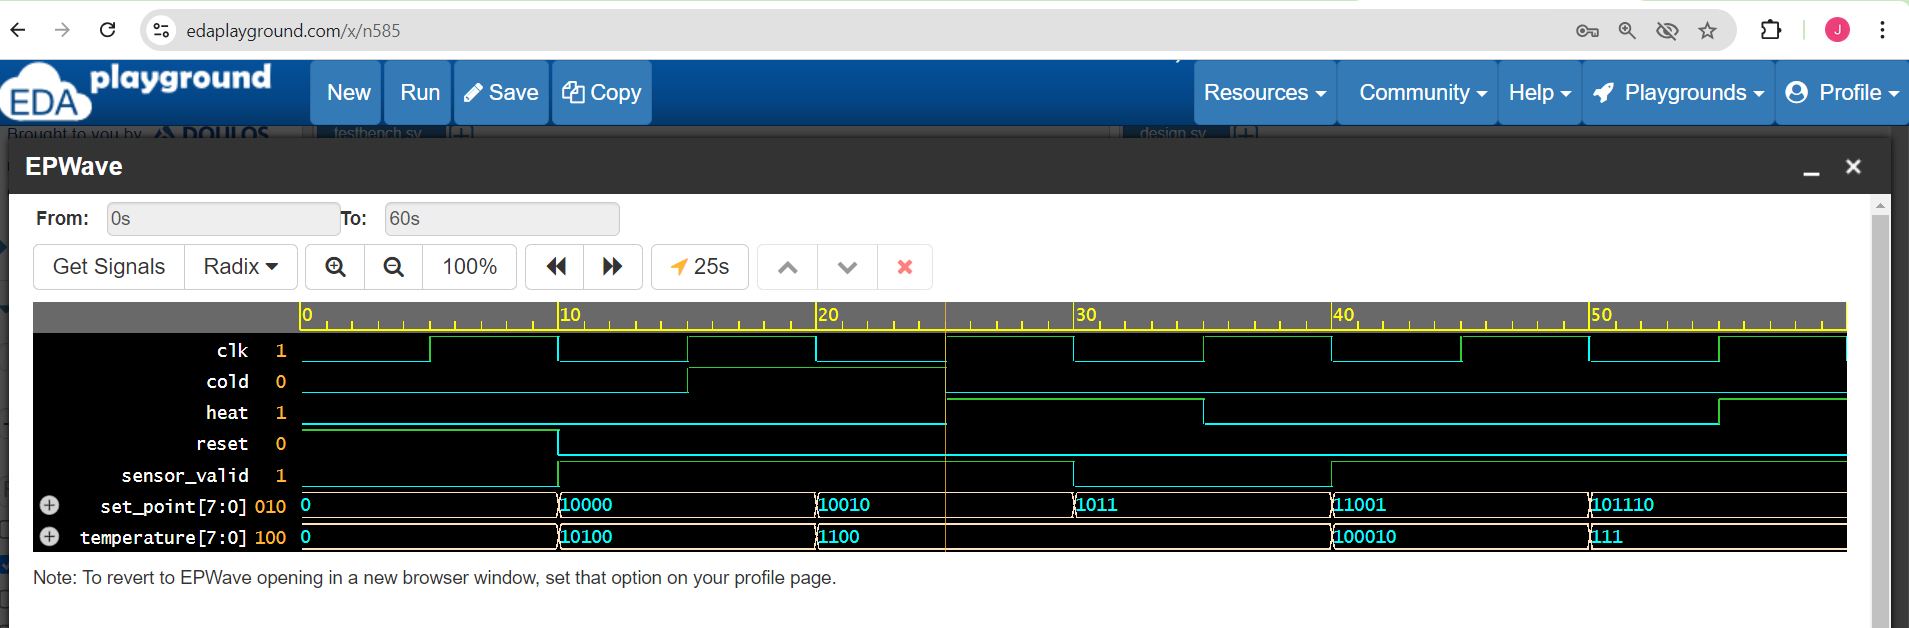 edaplayground.com/x/n585
J
EDA playground
New Run Save Copy Resources Community Help Playgrounds Profile
Brought to you by DOULOS testbench.sv design.sv
EPWave
From: 0s To: 60s
Get Signals Radix 100% 25s
0 10 20 30 40 50
clk 1
cold 0
heat 1
reset 0
sensor_valid 1
set_point[7:0] 010 0 10000 10010 1011 11001 101110
temperature[7:0] 100 0 10100 1100 100010 111
Note: To revert to EPWave opening in a new browser window, set that option on your profile page.